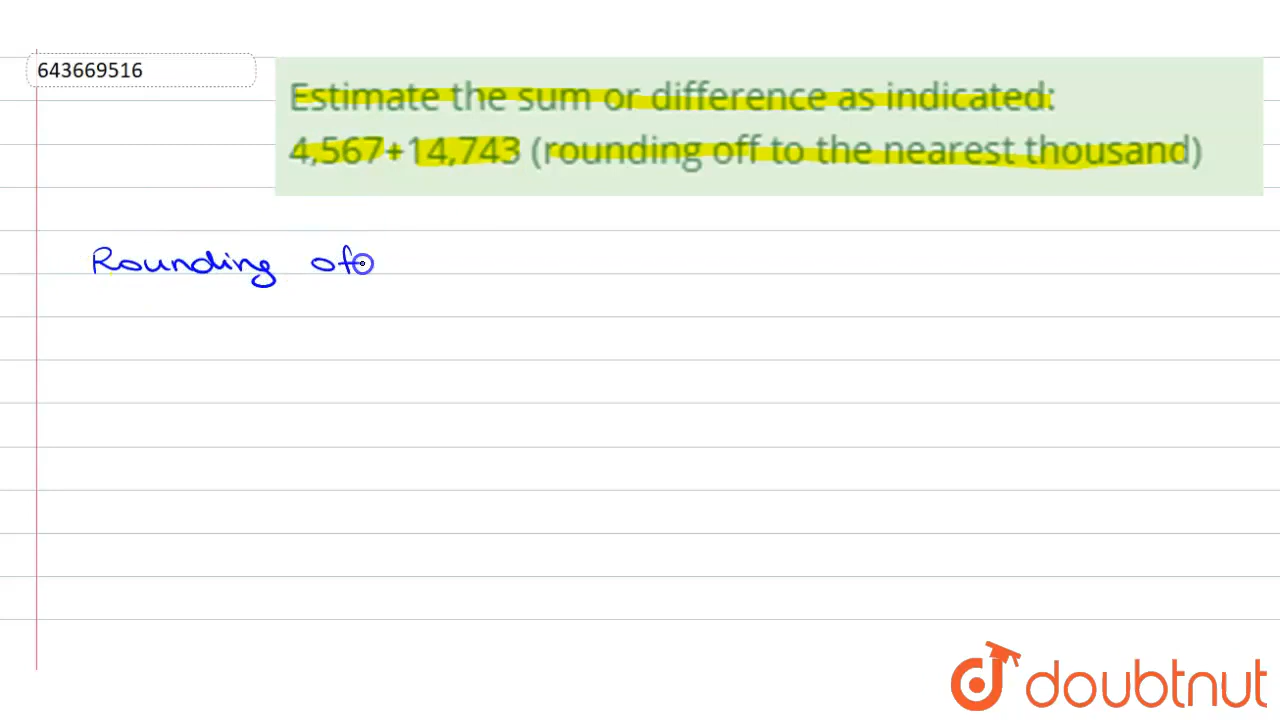 643669516
Estimate the sum or difference as indicated:
4,567+14,743 (rounding off to the nearest thousand)
Rounding of
doubtnut